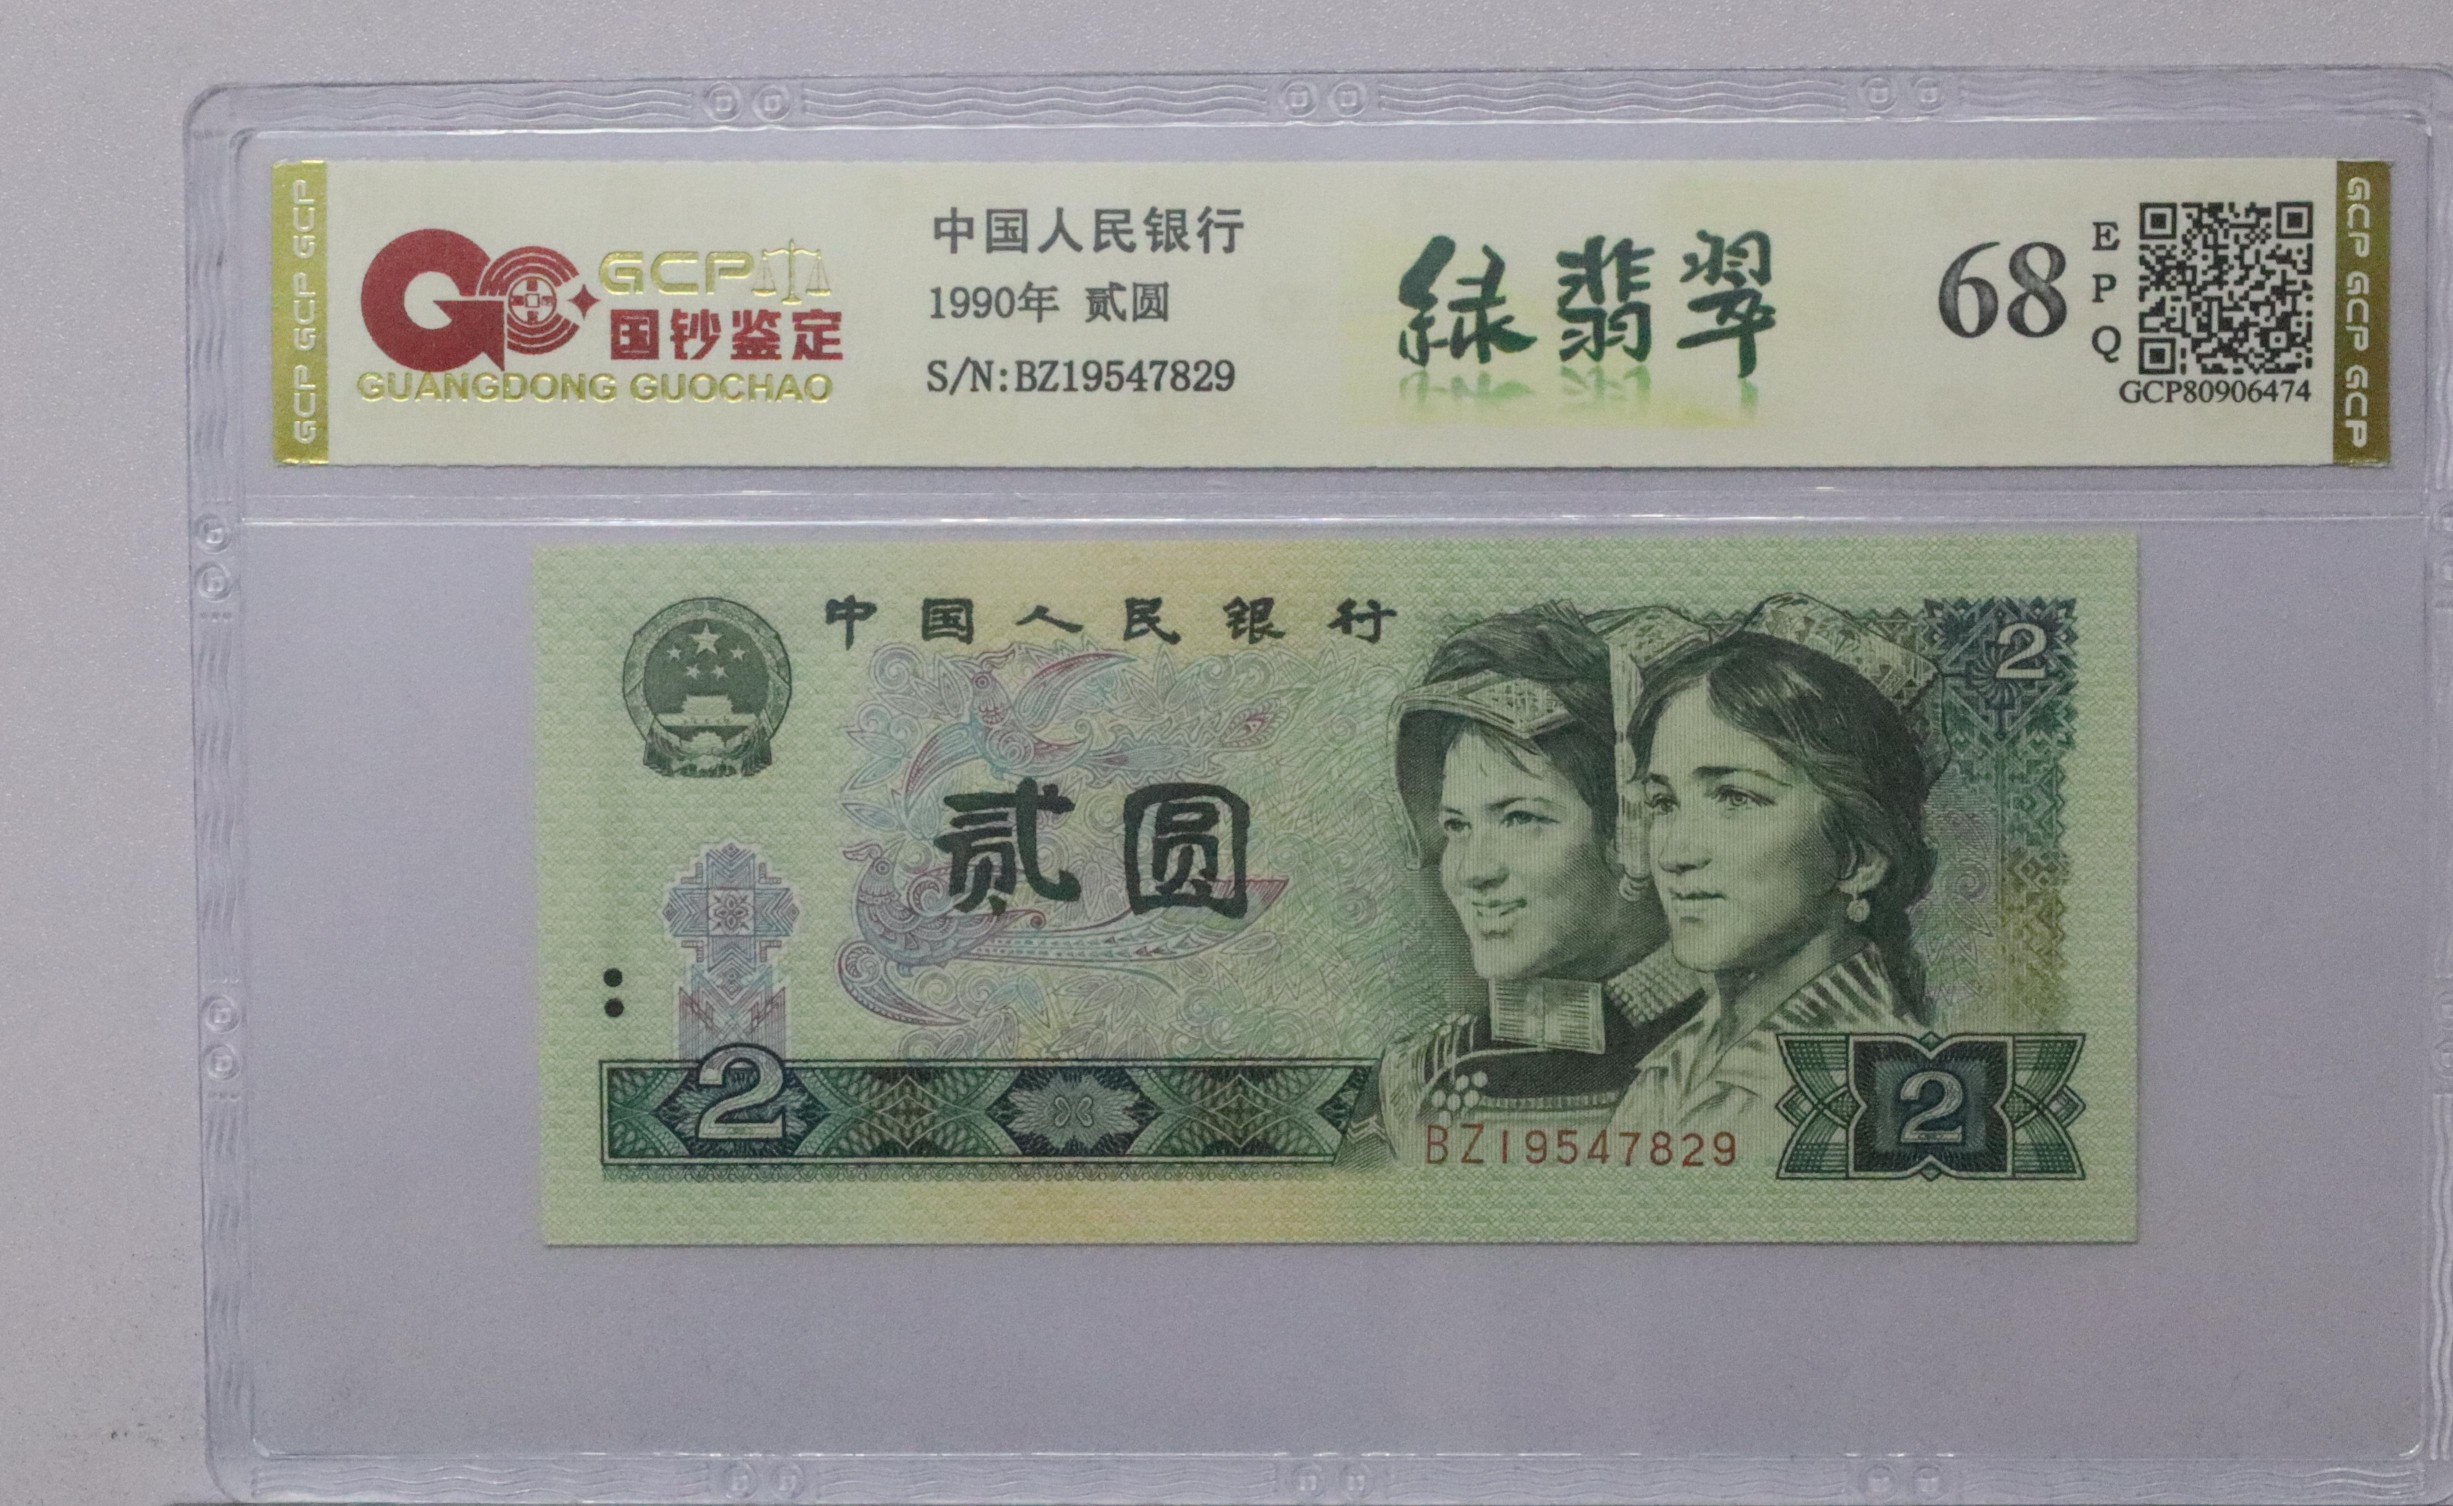 GCP GCP GCP
GCP
国钞鉴定
GUANGDONG GUOCHAO
中国人民银行
1990年 贰圆
S/N:BZ19547829
绿翡翠
68
E
P
Q
GCP80906474
GCP GCP GCP
中国人民银行
2
贰圆
2
BZ19547829
2